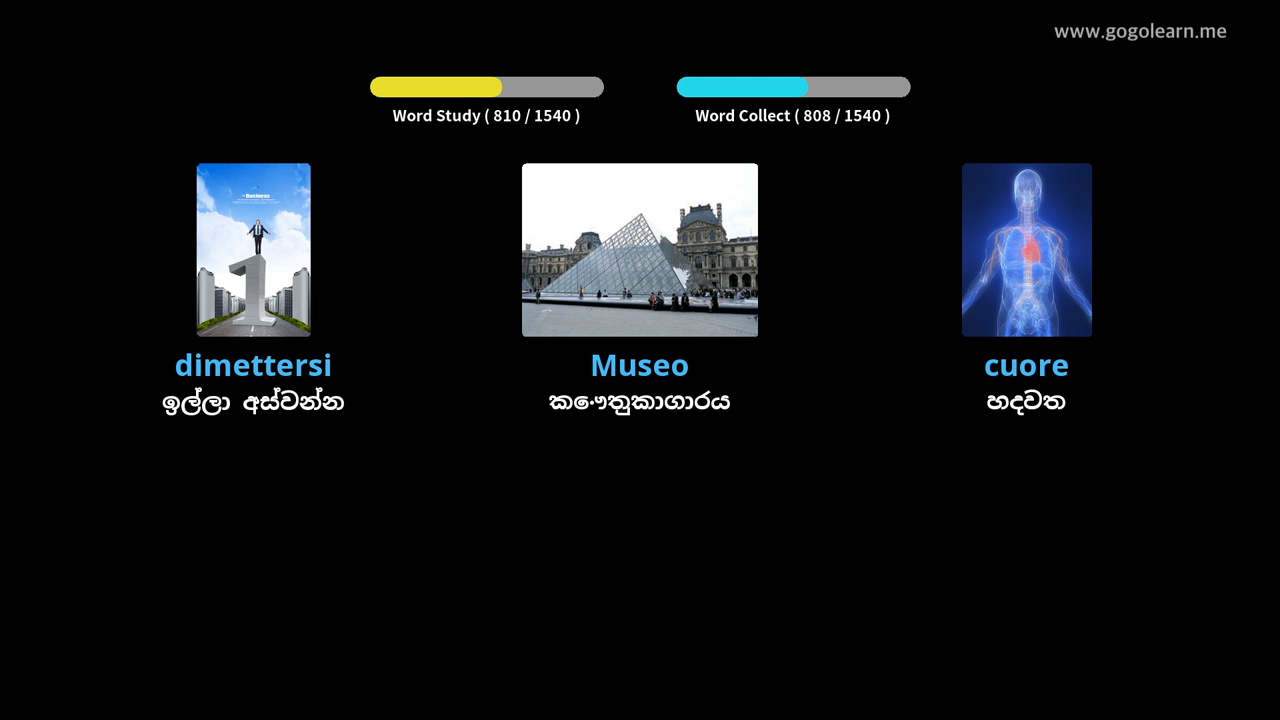 www.gogolearn.me
Word Study ( 810 / 1540 )
Word Collect ( 808 / 1540 )
Business
dimettersi
Museo
cuore
ඉල්ලා අස්වන්න
කෞතුකාගාරය
හදවත